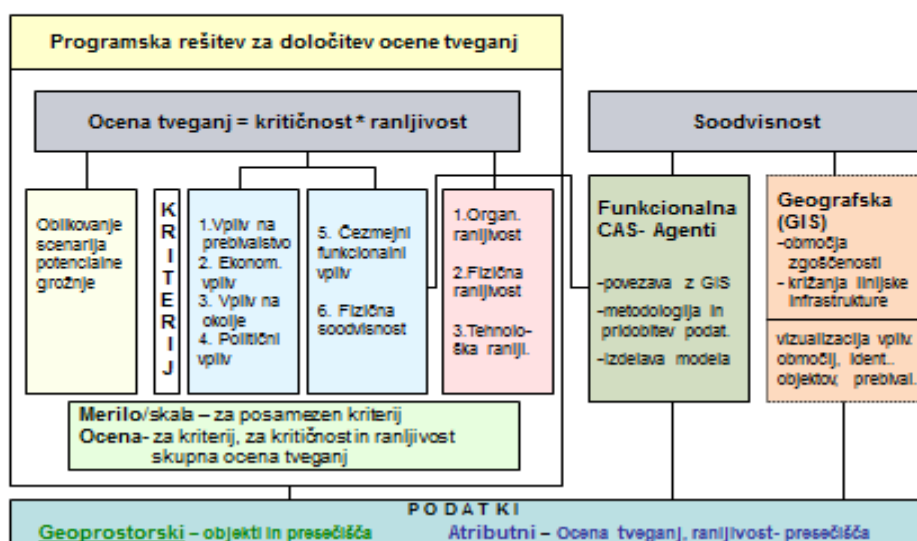 Programska rešitev za določitev ocene tveganj
Ocena tveganj = kritičnost * ranljivost
Soodvisnost
Oblikovanje
scenarija
potencialne
grožnje
KRITERIJ
1.Vpliv na
prebivalstvo
2. Ekonom.
vpliv
3. Vpliv na
okolje
4. Politični
vpliv
5. Čezmejni
funkcionalni
vpliv
6. Fizična
soodvisnost
1.Organ.
ranljivost
2.Fizična
ranljivost
3.Tehnolo-
ška ranlji.
Funkcionalna
CAS- Agenti
-povezava z GIS
-metodologija in
pridobitev podat.
-izdelava modela
Geografska
(GIS)
-območja
zgoščenosti
- križanja linijske
infrastrukture
vizualizacija vpliv.
območij, ident..
objektov, prebival.
Merilo/skala – za posamezen kriterij
Ocena- za kriterij, za kritičnost in ranljivost
skupna ocena tveganj
PODATKI
Geoprostorski – objekti in presečišča
Atributni – Ocena tveganj, ranljivost- presečišča